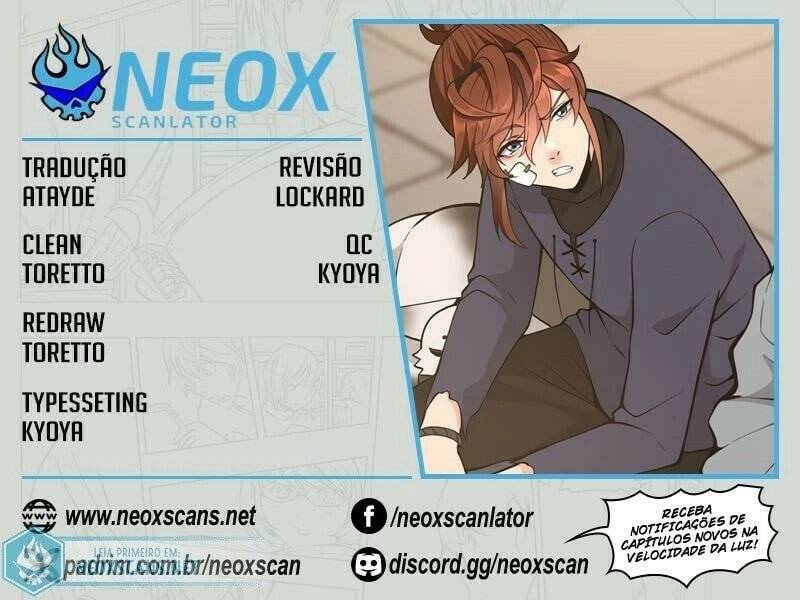 NEOX
SCANLATOR
TRADUÇÃO
ATAYDE
REVISÃO
LOCKARD
CLEAN
TORETTO
QC
KYOYA
REDRAW
TORETTO
TYPESSETING
KYOYA
www.neoxscans.net
/neoxscanlator
padrim.com.br/neoxscan
discord.gg/neoxscan
LEIA PRIMEIRO EM:
RECEBA
NOTIFICAÇÕES DE
CAPÍTULOS NOVOS NA
VELOCIDADE DA LUZ!